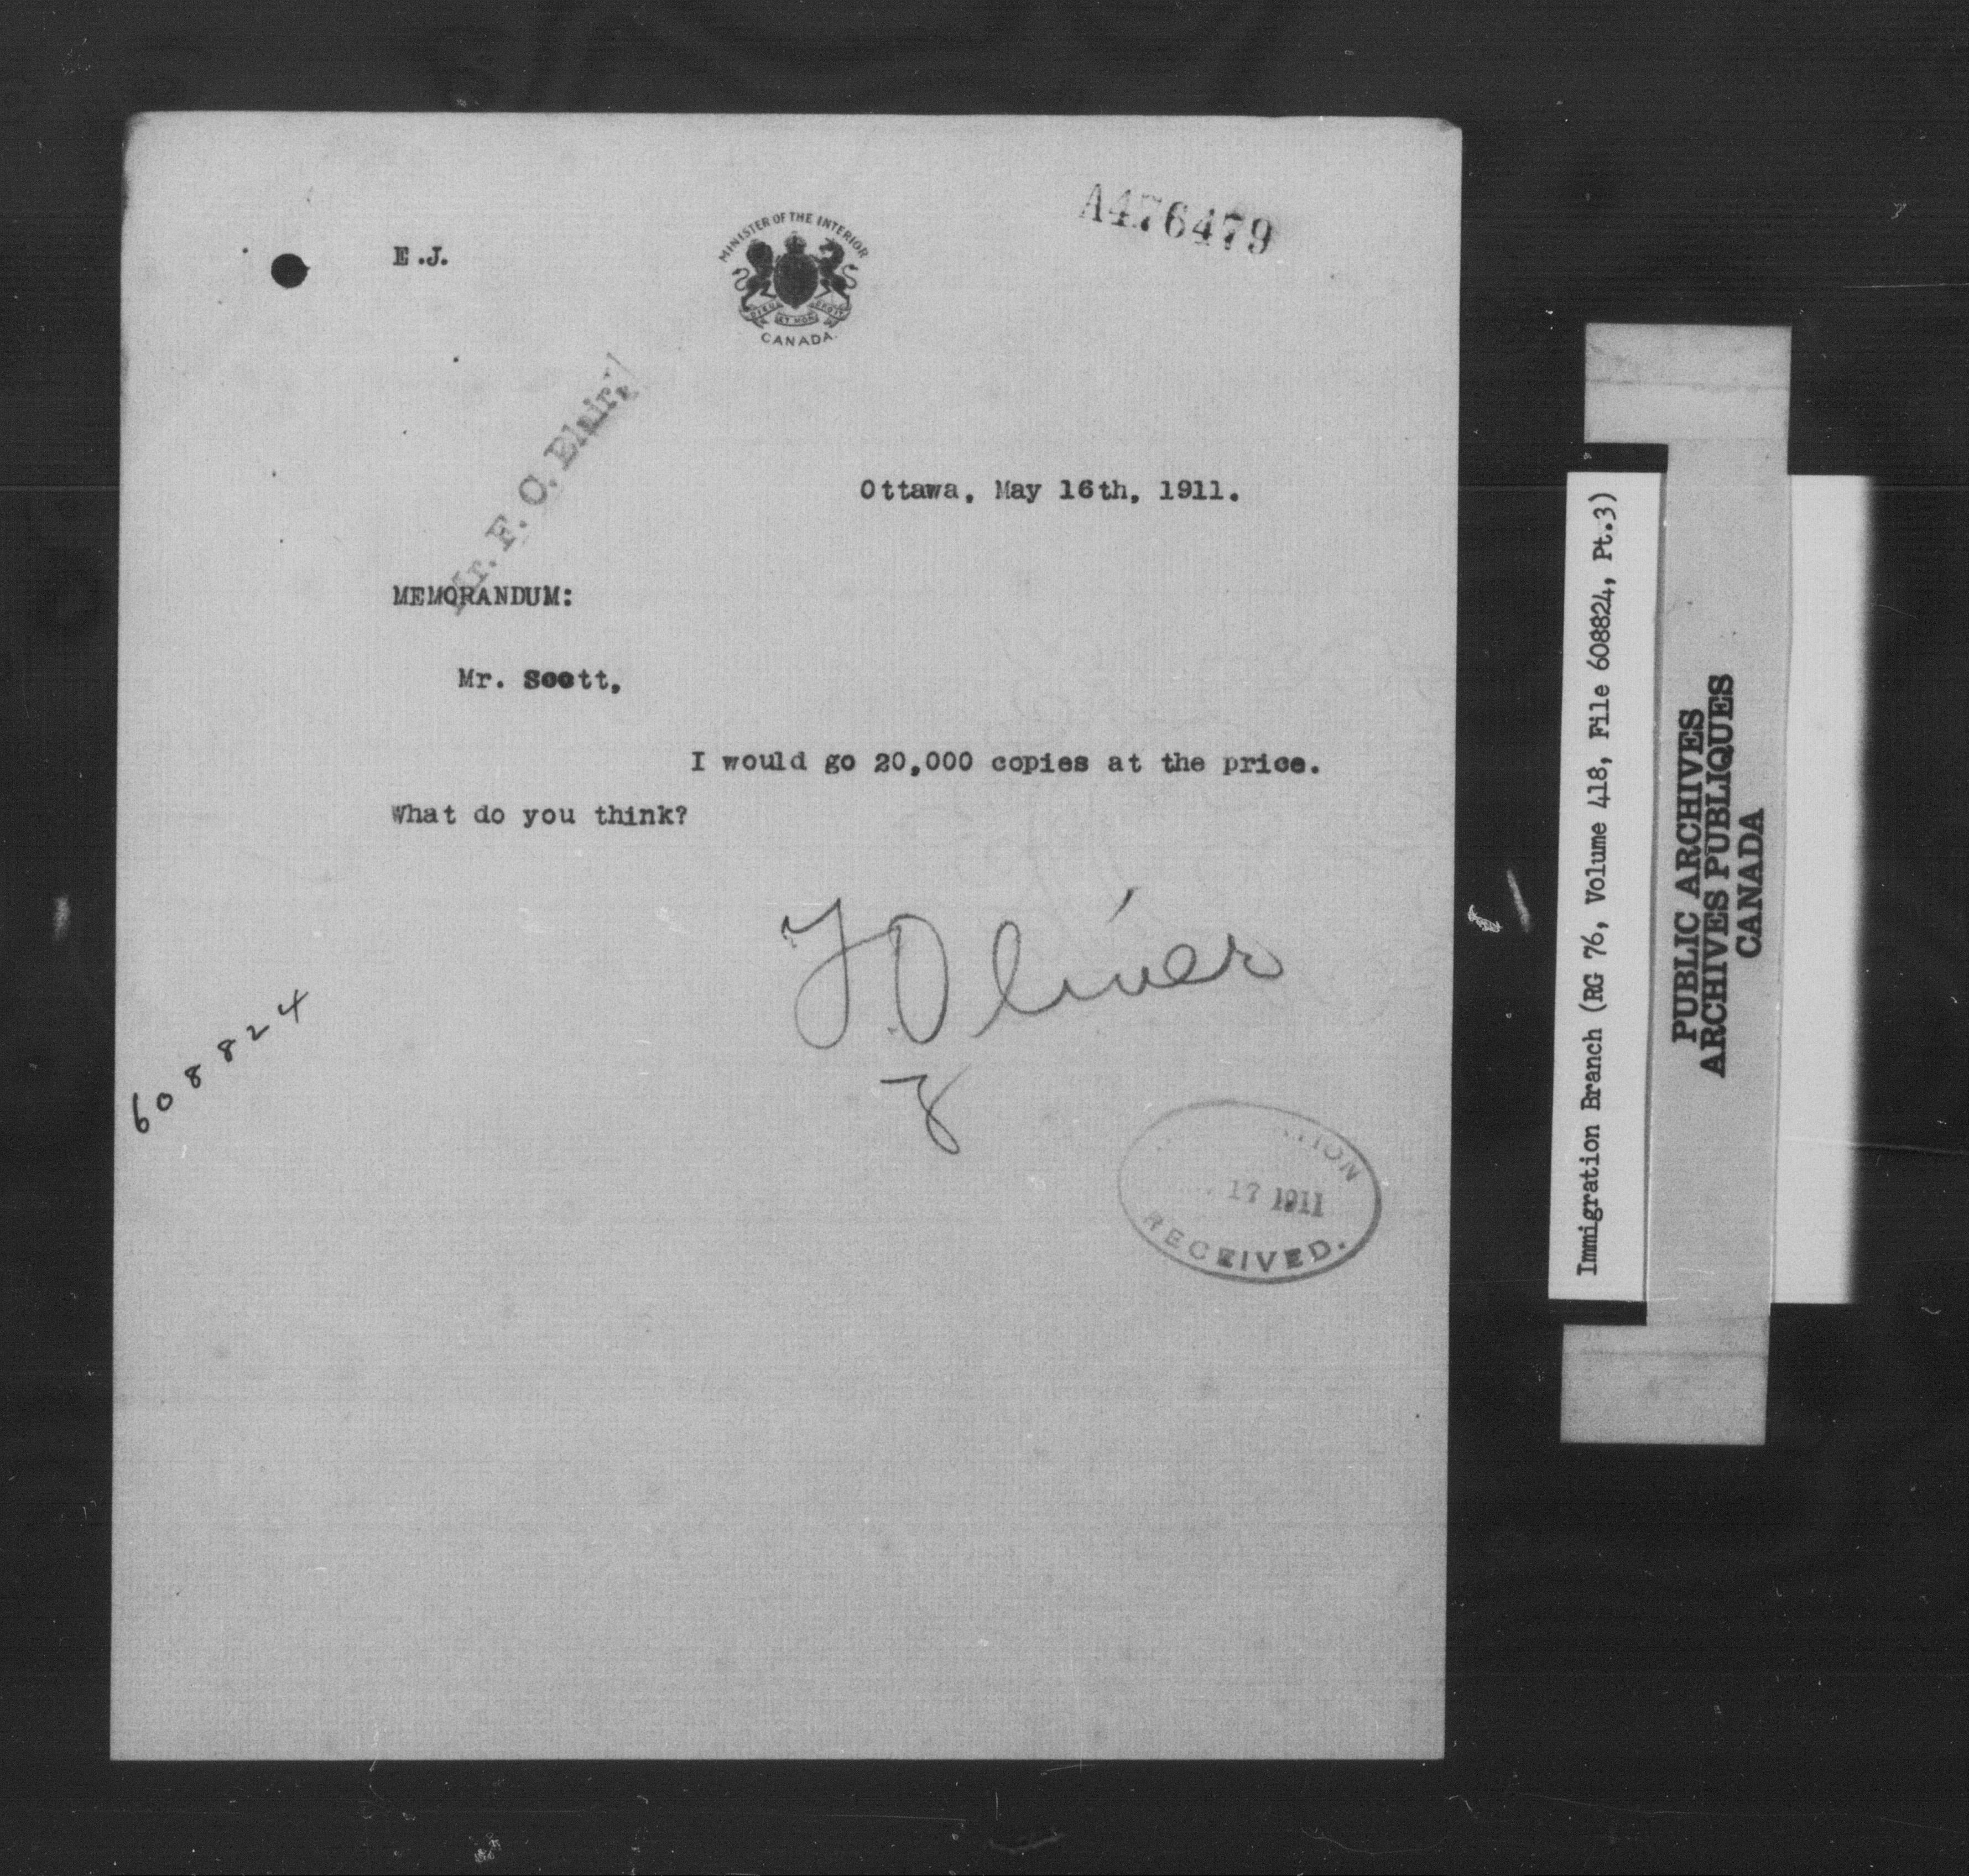 A476479
E.J.
MINISTER OF THE INTERIOR
CANADA
Mr. F. C. Blair,
Ottawa, May 16th, 1911.
MEMORANDUM:
Mr. Scott,
I would go 20,000 copies at the price.
What do you think?
F Oliver
608824
17 1911
RECEIVED.
Immigration Branch (RG 76, Volume 418, File 608824, Pt.3)
PUBLIC ARCHIVES
ARCHIVES PUBLIQUES
CANADA